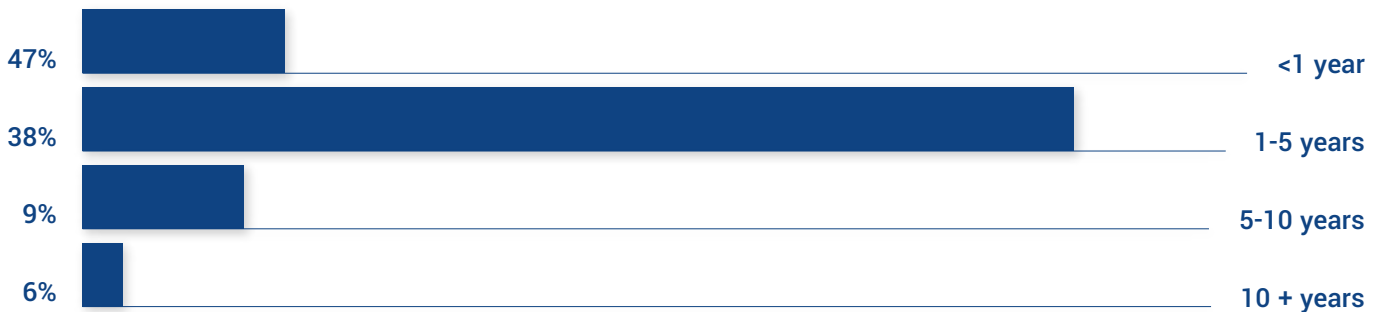 47% <1 year
38% 1-5 years
9% 5-10 years
6% 10 + years